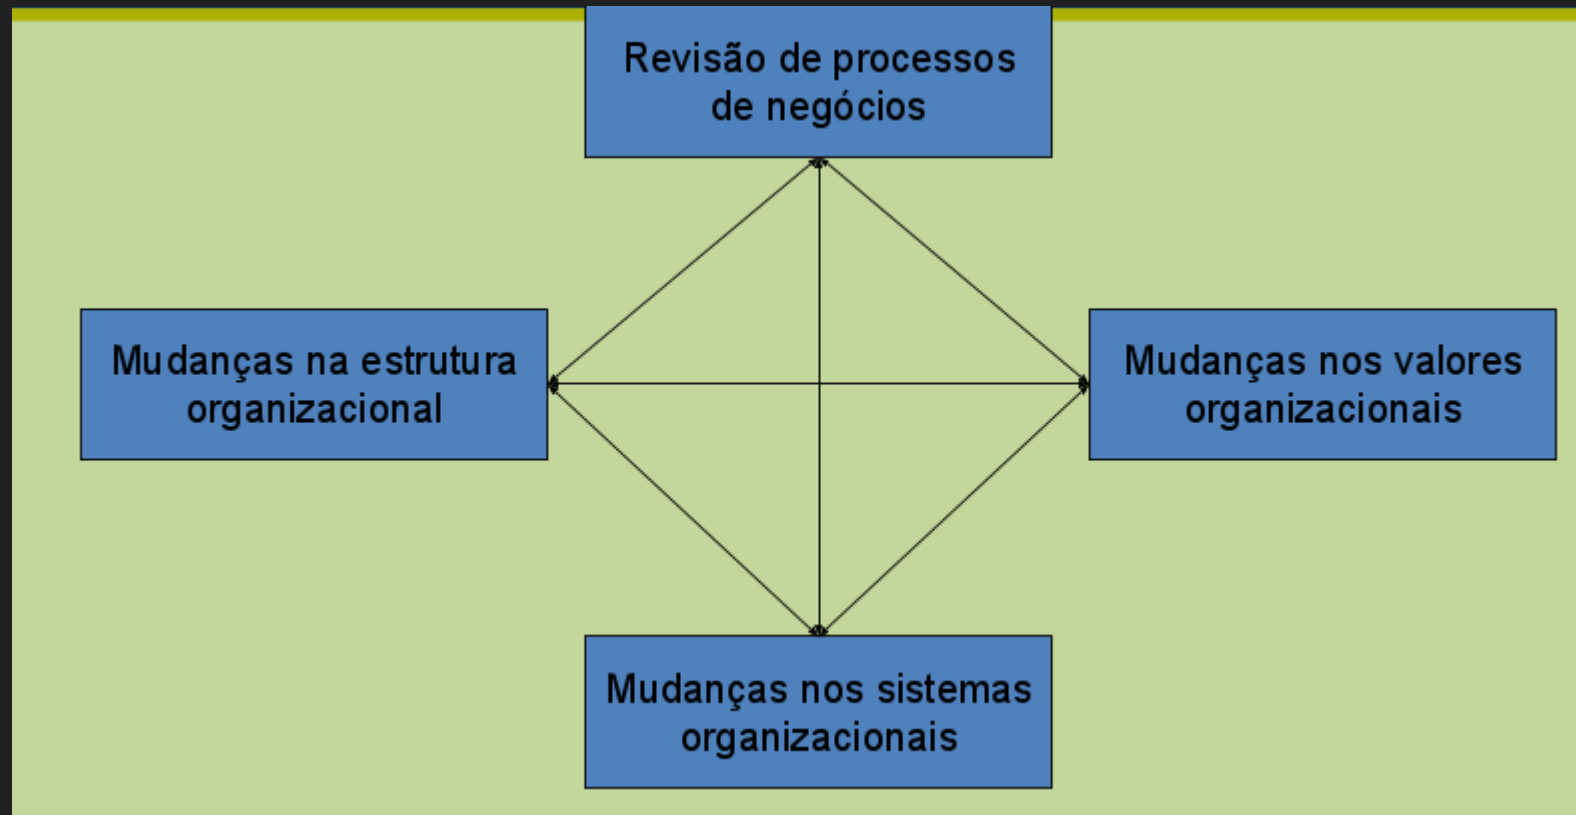 Revisão de processos
de negócios
Mudanças na estrutura
organizacional
Mudanças nos valores
organizacionais
Mudanças nos sistemas
organizacionais